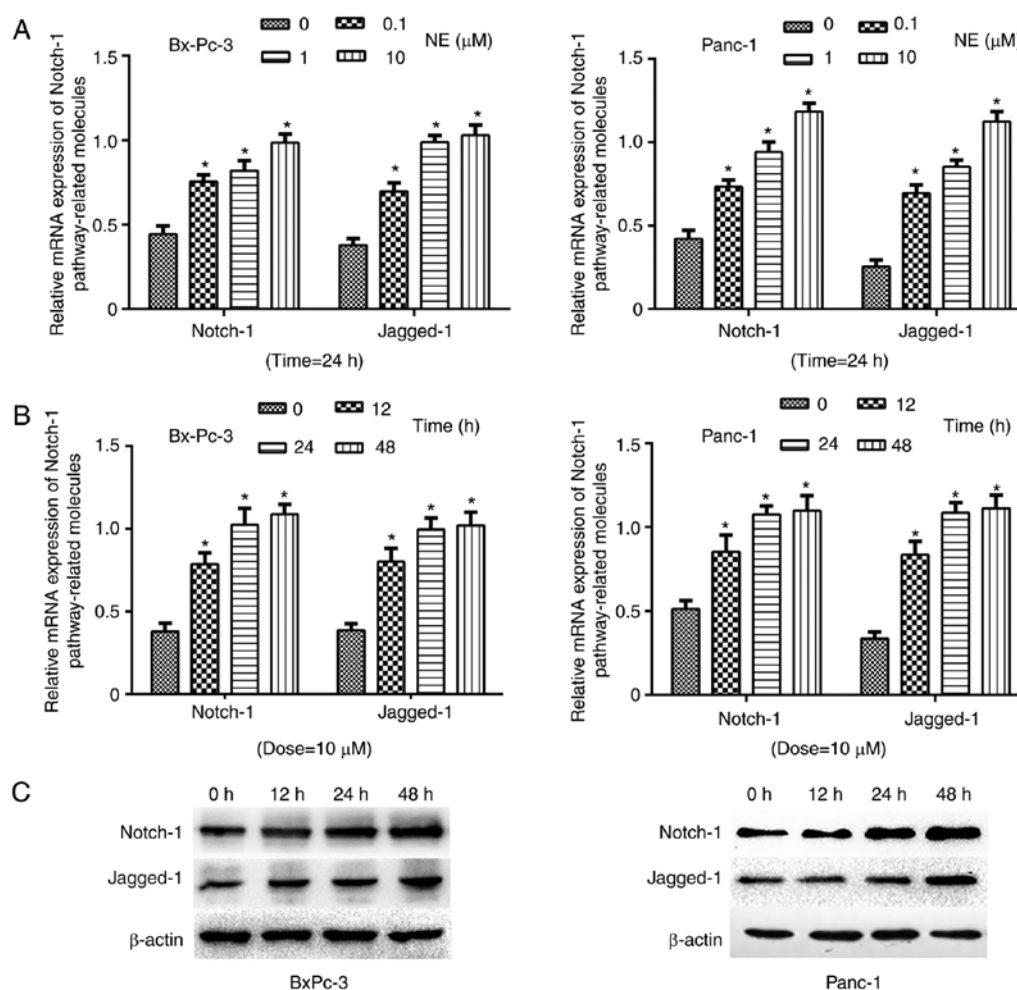 A
Bx-Pc-3
0
0.1
1
10
NE (μM)
Relative mRNA expression of Notch-1
pathway-related molecules
1.5
1.0
0.5
0
* * * * * *
Notch-1
Jagged-1
(Time=24 h)
Panc-1
0
0.1
1
10
NE (μM)
Relative mRNA expression of Notch-1
pathway-related molecules
1.5
1.0
0.5
0
* * * * * *
Notch-1
Jagged-1
(Time=24 h)
B
Bx-Pc-3
0
12
24
48
Time (h)
Relative mRNA expression of Notch-1
pathway-related molecules
1.5
1.0
0.5
0
* * * * * *
Notch-1
Jagged-1
(Dose=10 μM)
Panc-1
0
12
24
48
Time (h)
Relative mRNA expression of Notch-1
pathway-related molecules
1.5
1.0
0.5
0
* * * * * *
Notch-1
Jagged-1
(Dose=10 μM)
C
0 h 12 h 24 h 48 h
Notch-1
Jagged-1
β-actin
BxPc-3
0 h 12 h 24 h 48 h
Notch-1
Jagged-1
β-actin
Panc-1